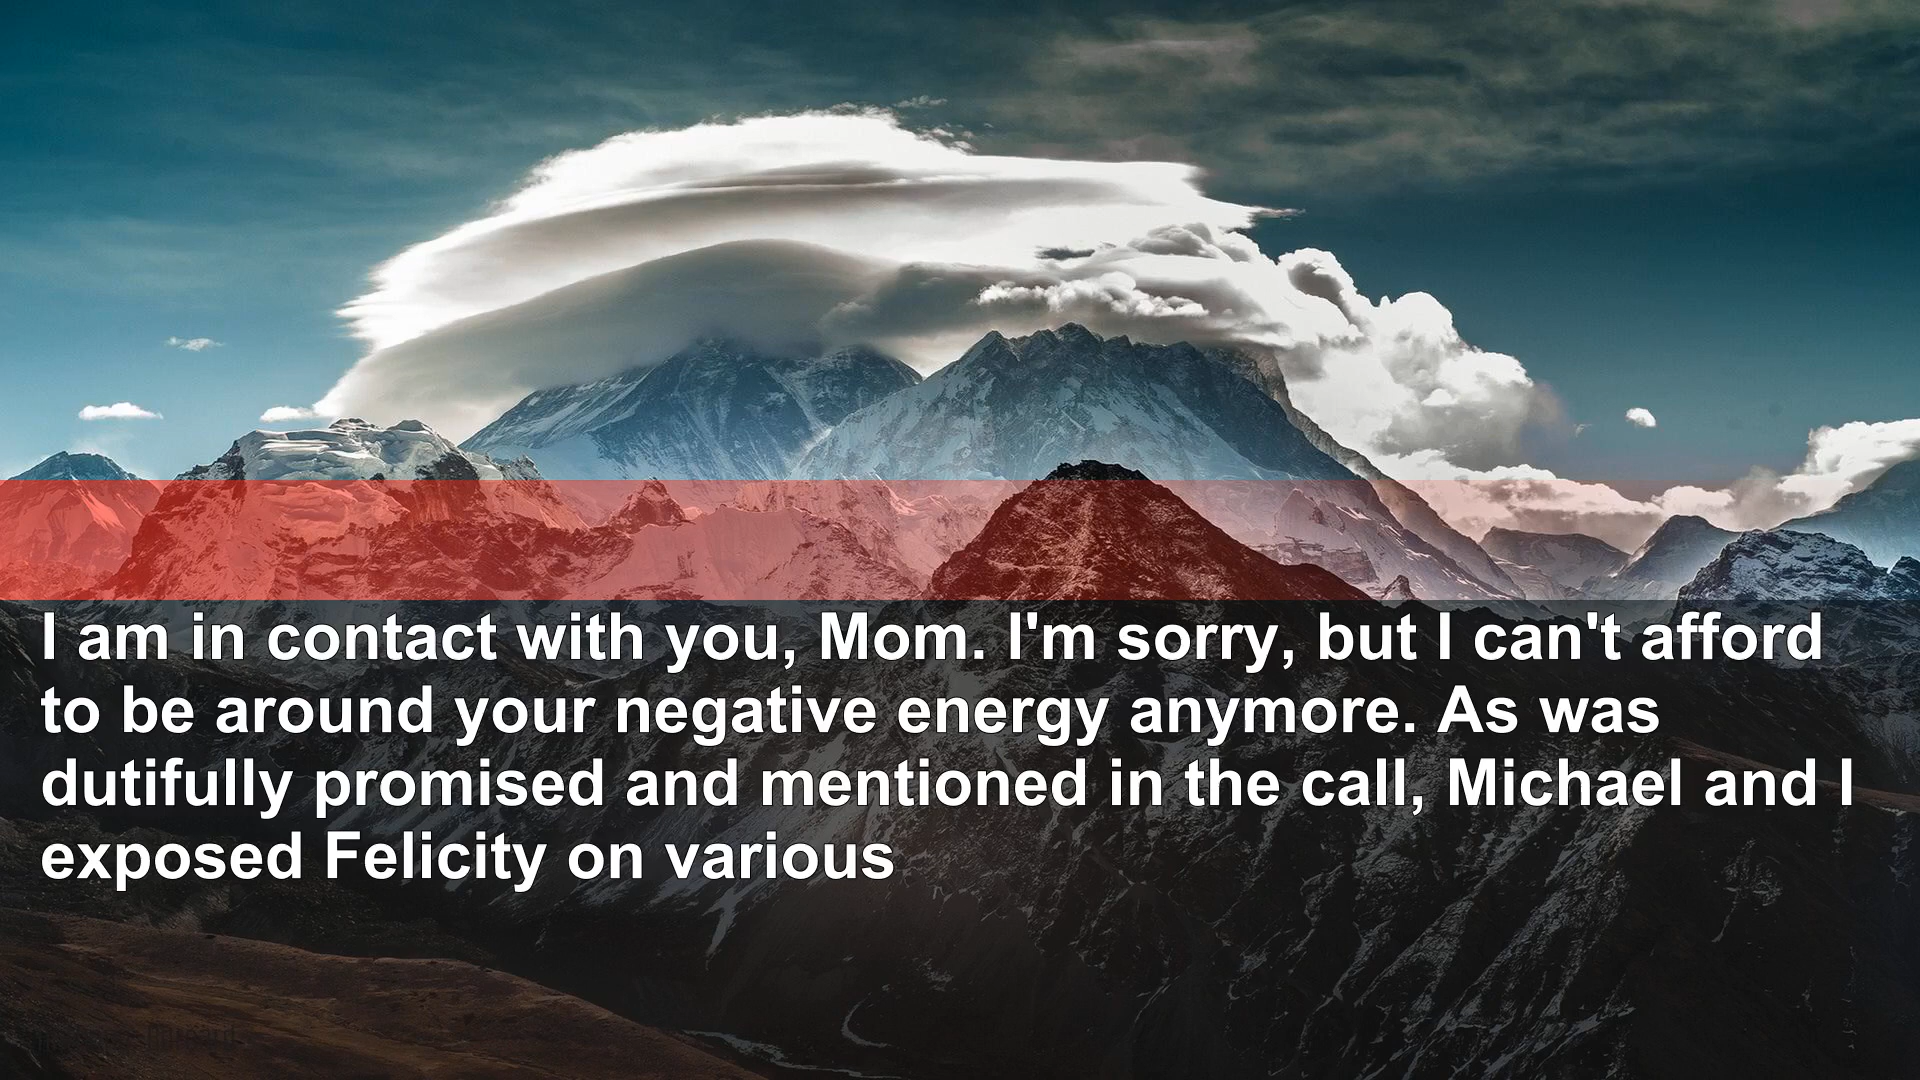 I am in contact with you, Mom. I'm sorry, but I can't afford
to be around your negative energy anymore. As was
dutifully promised and mentioned in the call, Michael and I
exposed Felicity on various